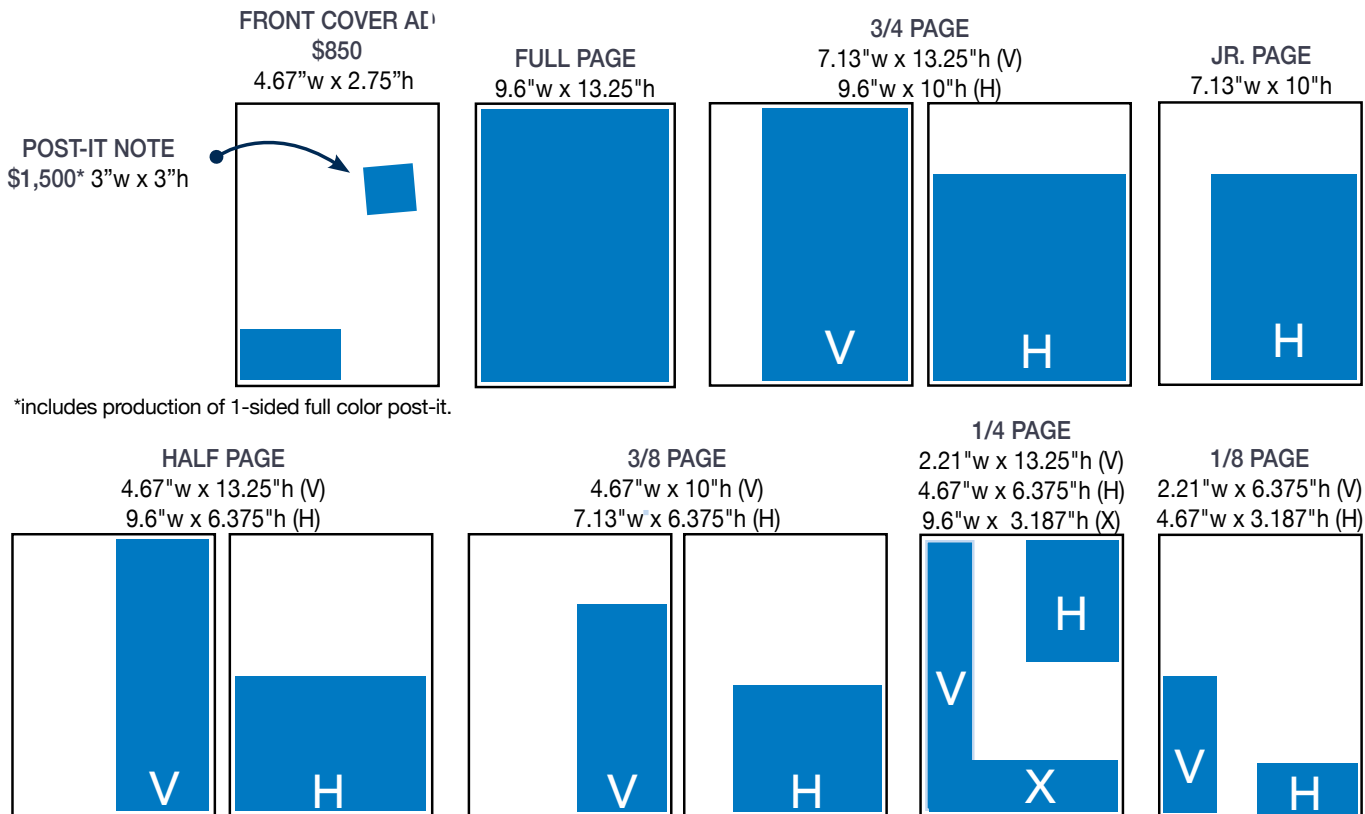 FRONT COVER AD
$850
4.67”w x 2.75”h
POST-IT NOTE
$1,500* 3”w x 3”h
FULL PAGE
9.6"w x 13.25"h
3/4 PAGE
7.13"w x 13.25"h (V)
9.6"w x 10"h (H)
V
H
JR. PAGE
7.13"w x 10"h
H
*includes production of 1-sided full color post-it.
HALF PAGE
4.67"w x 13.25"h (V)
9.6"w x 6.375"h (H)
V
H
3/8 PAGE
4.67"w x 10"h (V)
7.13"w x 6.375"h (H)
V
H
1/4 PAGE
2.21"w x 13.25"h (V)
4.67"w x 6.375"h (H)
9.6"w x 3.187"h (X)
H
V
X
1/8 PAGE
2.21"w x 6.375"h (V)
4.67"w x 3.187"h (H)
V
H